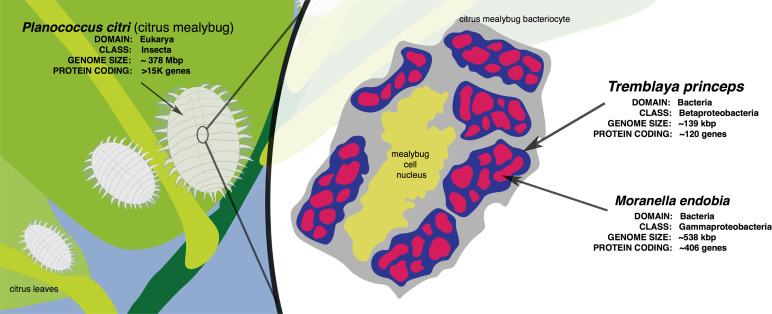 Planococcus citri (citrus mealybug)
DOMAIN: Eukarya
CLASS: Insecta
GENOME SIZE: ~ 378 Mbp
PROTEIN CODING: >15K genes
citrus leaves
citrus mealybug bacteriocyte
mealybug
cell
nucleus
Tremblaya princeps
DOMAIN: Bacteria
CLASS: Betaproteobacteria
GENOME SIZE: ~139 kbp
PROTEIN CODING: ~120 genes
Moranella endobia
DOMAIN: Bacteria
CLASS: Gammaproteobacteria
GENOME SIZE: ~538 kbp
PROTEIN CODING: ~406 genes